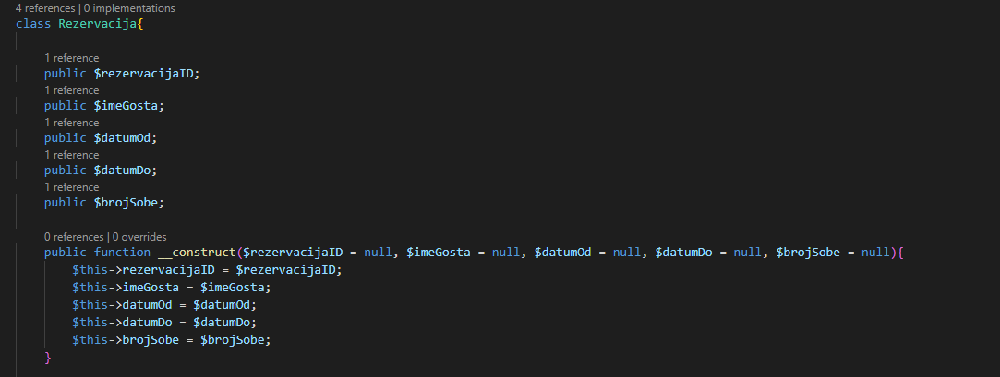 4 references | 0 implementations
class Rezervacija{
1 reference
public $rezervacijaID;
1 reference
public $imeGosta;
1 reference
public $datumOd;
1 reference
public $datumDo;
1 reference
public $brojSobe;
0 references | 0 overrides
public function __construct($rezervacijaID = null, $imeGosta = null, $datumOd = null, $datumDo = null, $brojSobe = null){
$this->rezervacijaID = $rezervacijaID;
$this->imeGosta = $imeGosta;
$this->datumOd = $datumOd;
$this->datumDo = $datumDo;
$this->brojSobe = $brojSobe;
}